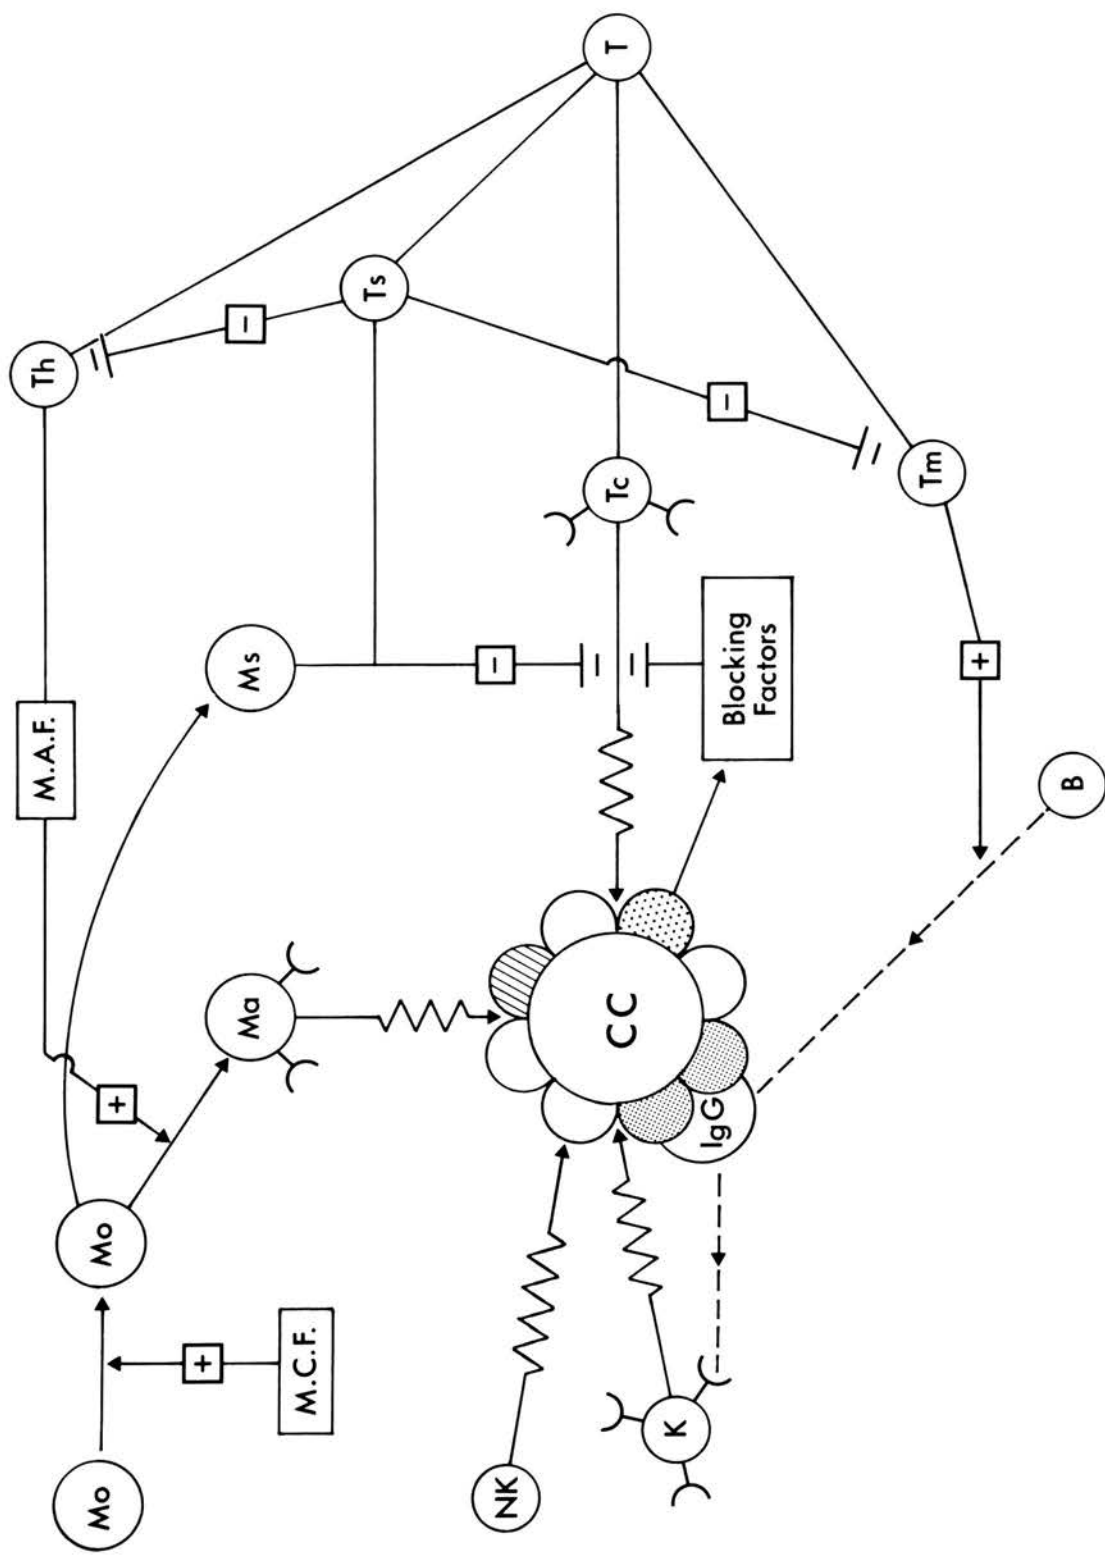 M.A.F.
Th
Mo
Mo
+
+
M.C.F.
Ma
Ms
−
Ts
NK
−
CC
Tc
T
K
IgG
−
Blocking
Factors
Tm
+
B